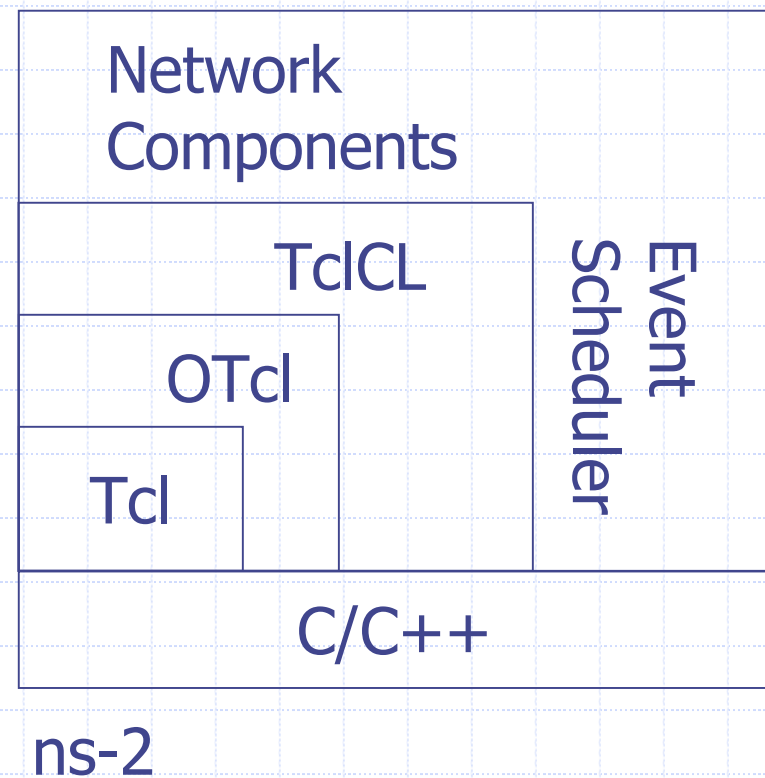 Network
Components
TclCL
Event
Scheduler
OTcl
Tcl
C/C++
ns-2